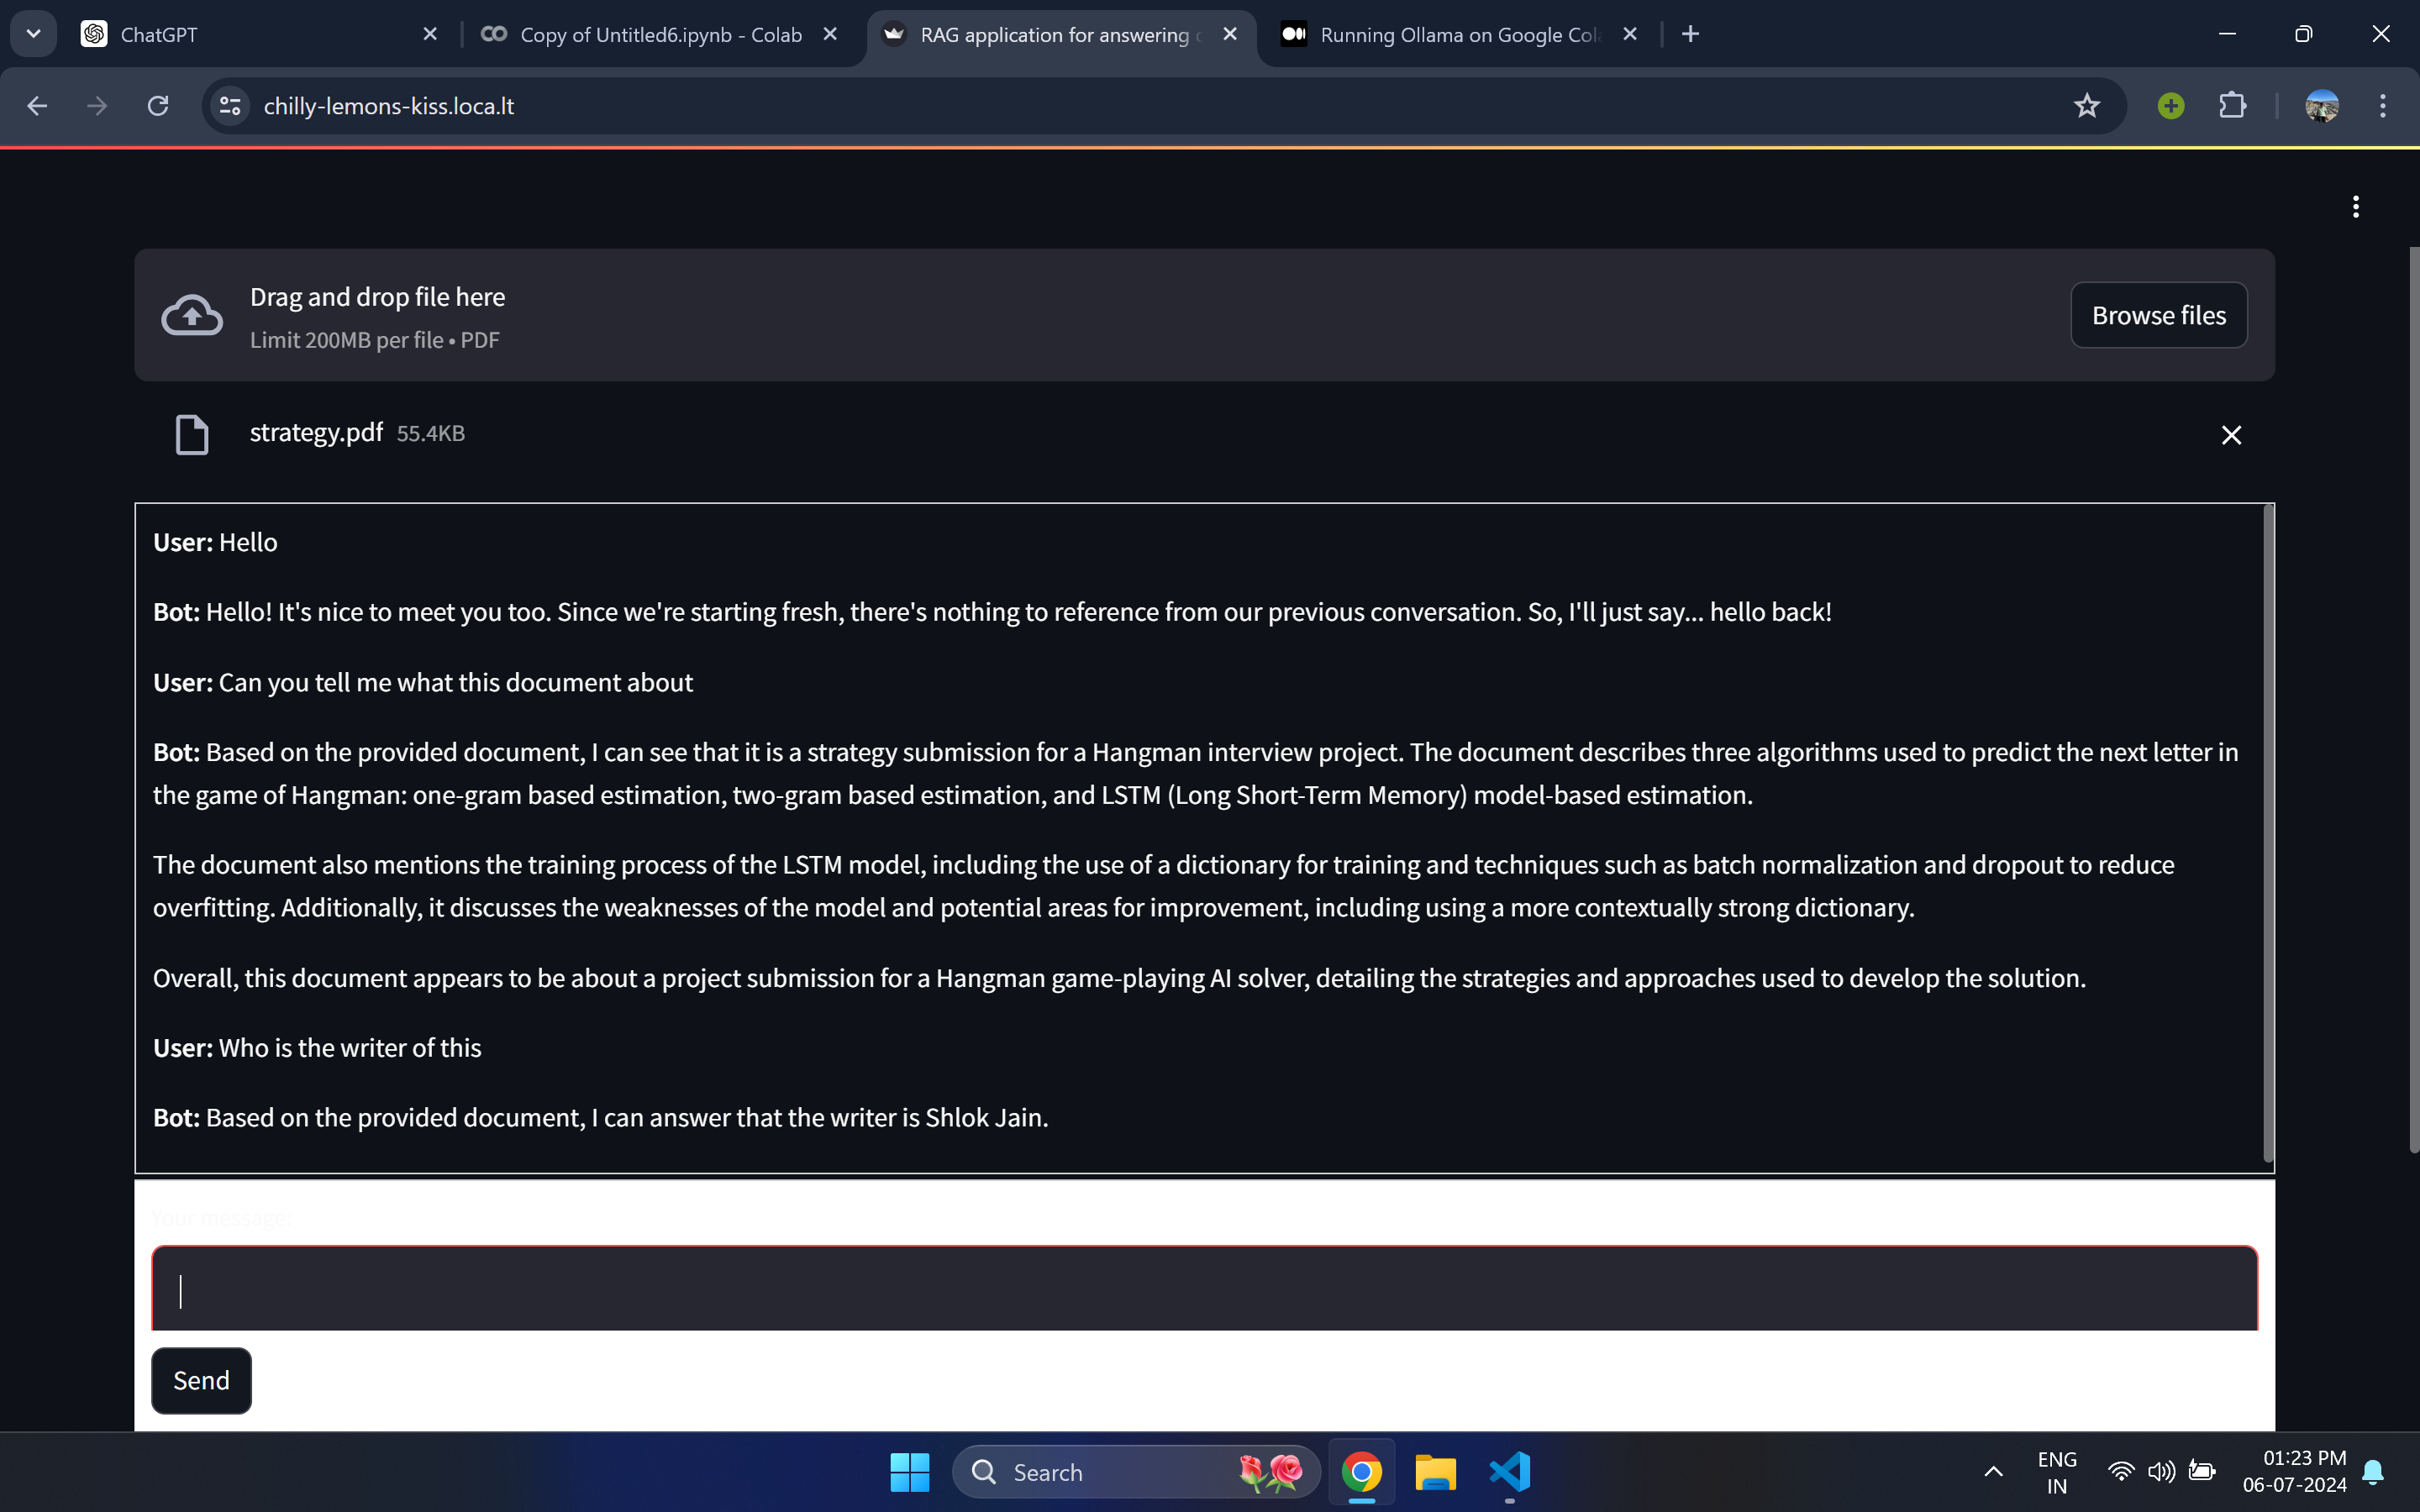 ChatGPT
Copy of Untitled6.ipynb - Colab
RAG application for answering
Running Ollama on Google Col
chilly-lemons-kiss.loca.lt
Drag and drop file here
Limit 200MB per file • PDF
Browse files
strategy.pdf 55.4KB
User: Hello
Bot: Hello! It's nice to meet you too. Since we're starting fresh, there's nothing to reference from our previous conversation. So, I'll just say... hello back!
User: Can you tell me what this document about
Bot: Based on the provided document, I can see that it is a strategy submission for a Hangman interview project. The document describes three algorithms used to predict the next letter in
the game of Hangman: one-gram based estimation, two-gram based estimation, and LSTM (Long Short-Term Memory) model-based estimation.
The document also mentions the training process of the LSTM model, including the use of a dictionary for training and techniques such as batch normalization and dropout to reduce
overfitting. Additionally, it discusses the weaknesses of the model and potential areas for improvement, including using a more contextually strong dictionary.
Overall, this document appears to be about a project submission for a Hangman game-playing AI solver, detailing the strategies and approaches used to develop the solution.
User: Who is the writer of this
Bot: Based on the provided document, I can answer that the writer is Shlok Jain.
Your message:
Send
Search
ENG
IN
01:23 PM
06-07-2024